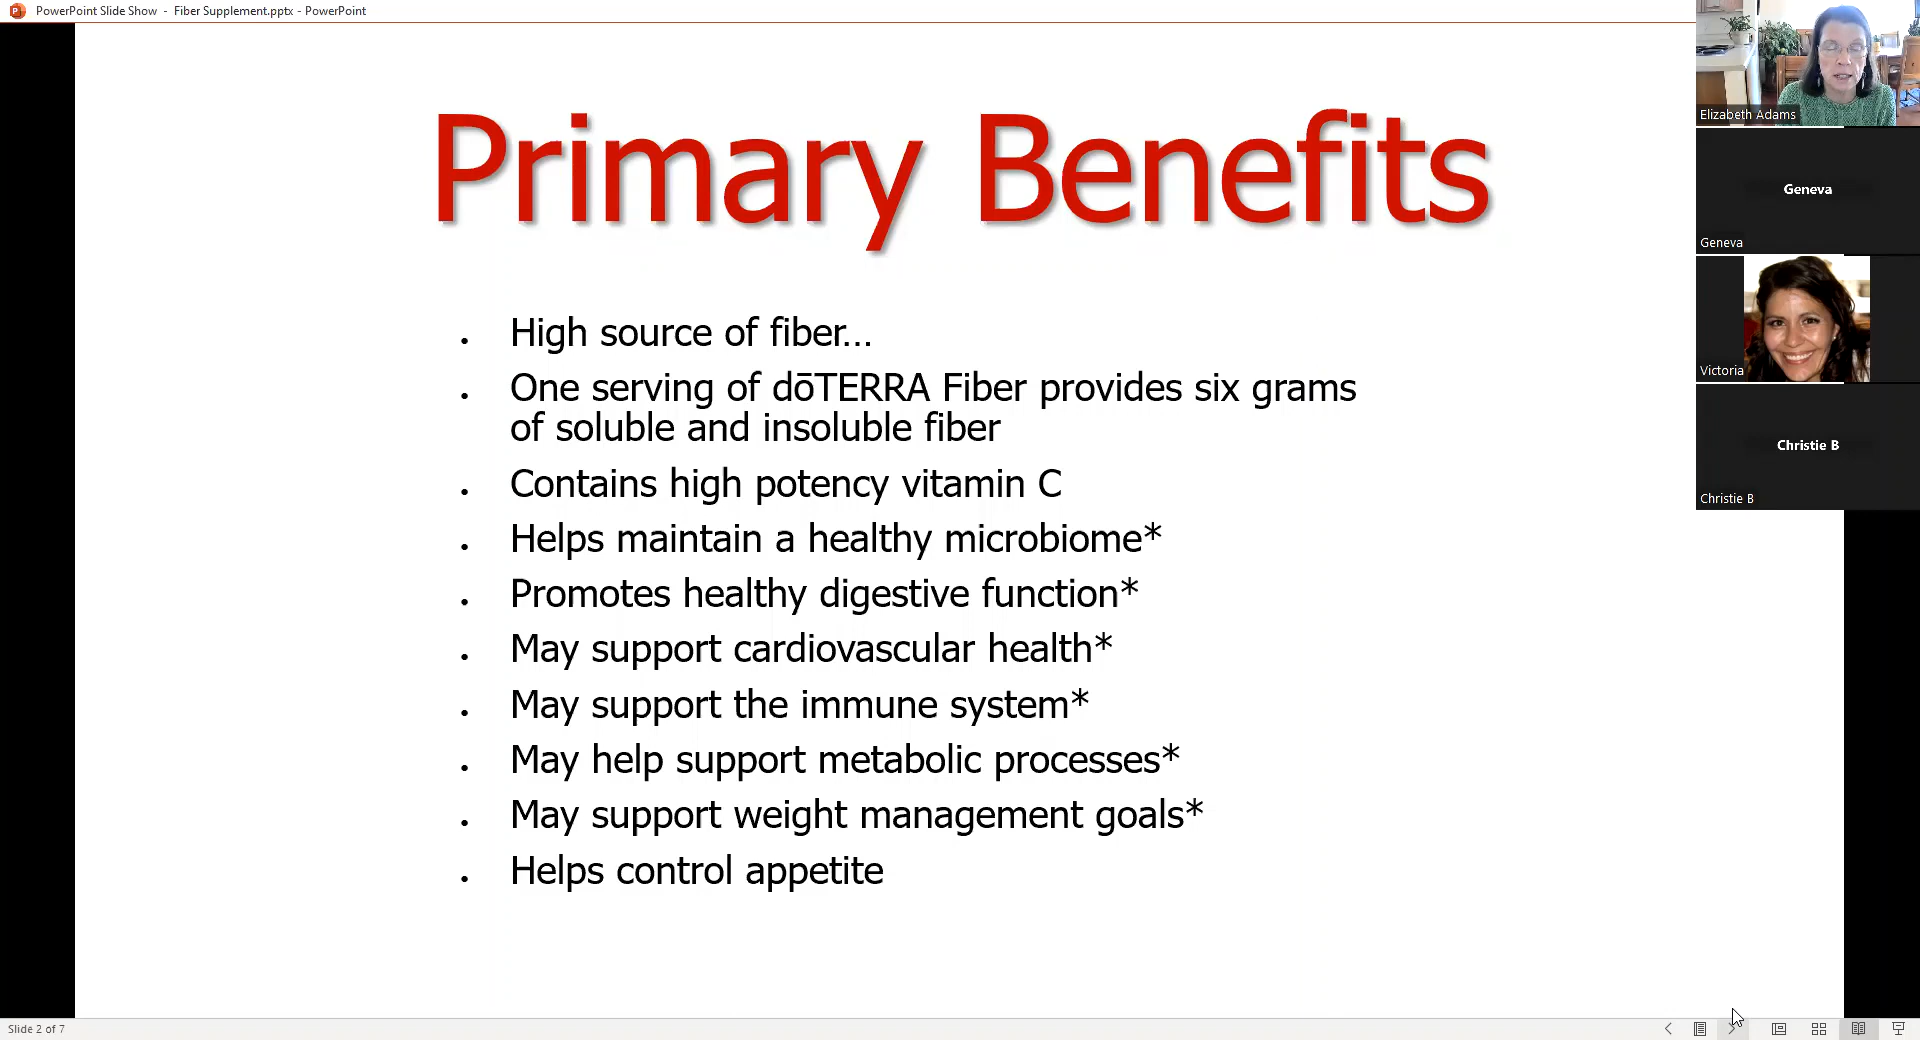 PowerPoint Slide Show - Fiber Supplement.pptx - PowerPoint
Primary Benefits
• High source of fiber...
• One serving of dōTERRA Fiber provides six grams
of soluble and insoluble fiber
• Contains high potency vitamin C
• Helps maintain a healthy microbiome*
• Promotes healthy digestive function*
• May support cardiovascular health*
• May support the immune system*
• May help support metabolic processes*
• May support weight management goals*
• Helps control appetite
Elizabeth Adams
Geneva
Geneva
Victoria
Christie B
Christie B
Slide 2 of 7